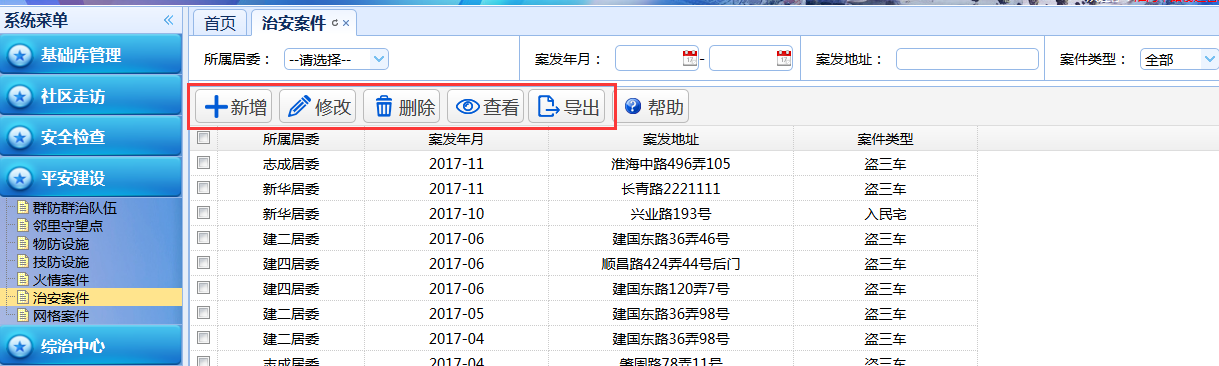 系统菜单
基础库管理
社区走访
安全检查
平安建设
群防群治队伍
邻里守望点
物防设施
技防设施
火情案件
治安案件
网格案件
综治中心
首页 治安案件
所属居委： --请选择-- 案发年月： - 案发地址： 案件类型： 全部
新增 修改 删除 查看 导出 帮助
所属居委 案发年月 案发地址 案件类型
志成居委 2017-11 淮海中路496弄105 盗三车
新华居委 2017-11 长青路2221111 盗三车
新华居委 2017-10 兴业路193号 入民宅
建二居委 2017-06 建国东路36弄46号 盗三车
建四居委 2017-06 顺昌路424弄44号后门 盗三车
建四居委 2017-06 建国东路120弄7号 盗三车
建二居委 2017-05 建国东路36弄98号 盗三车
建二居委 2017-04 建国东路36弄98号 盗三车
志成居委 2017-04 肇周路78弄11号 盗三车